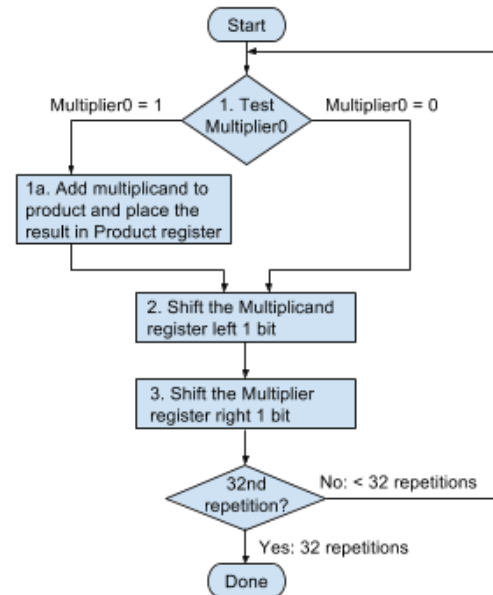 Start
1. Test
Multiplier0
Multiplier0 = 1
Multiplier0 = 0
1a. Add multiplicand to
product and place the
result in Product register
2. Shift the Multiplicand
register left 1 bit
3. Shift the Multiplier
register right 1 bit
32nd
repetition?
No: < 32 repetitions
Yes: 32 repetitions
Done